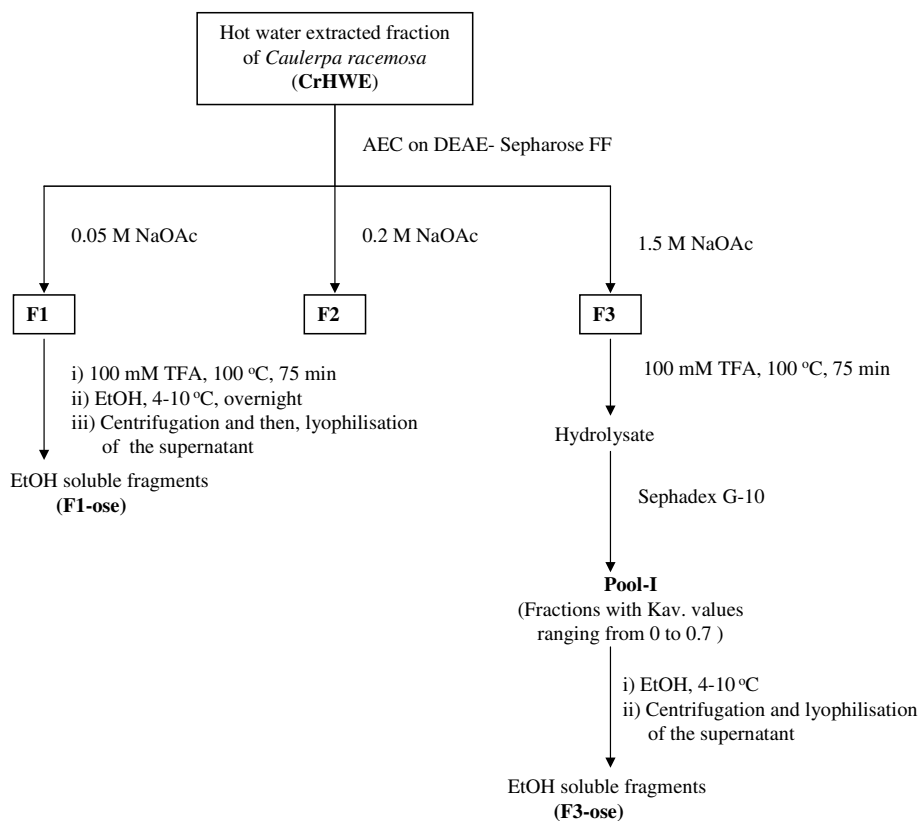 Hot water extracted fraction
of Caulerpa racemosa
(CrHWE)
AEC on DEAE- Sepharose FF
0.05 M NaOAc
0.2 M NaOAc
1.5 M NaOAc
F1
F2
F3
i) 100 mM TFA, 100 °C, 75 min
ii) EtOH, 4-10 °C, overnight
iii) Centrifugation and then, lyophilisation
of the supernatant
EtOH soluble fragments
(F1-ose)
100 mM TFA, 100 °C, 75 min
Hydrolysate
Sephadex G-10
Pool-I
(Fractions with Kav. values
ranging from 0 to 0.7 )
i) EtOH, 4-10 °C
ii) Centrifugation and lyophilisation
of the supernatant
EtOH soluble fragments
(F3-ose)